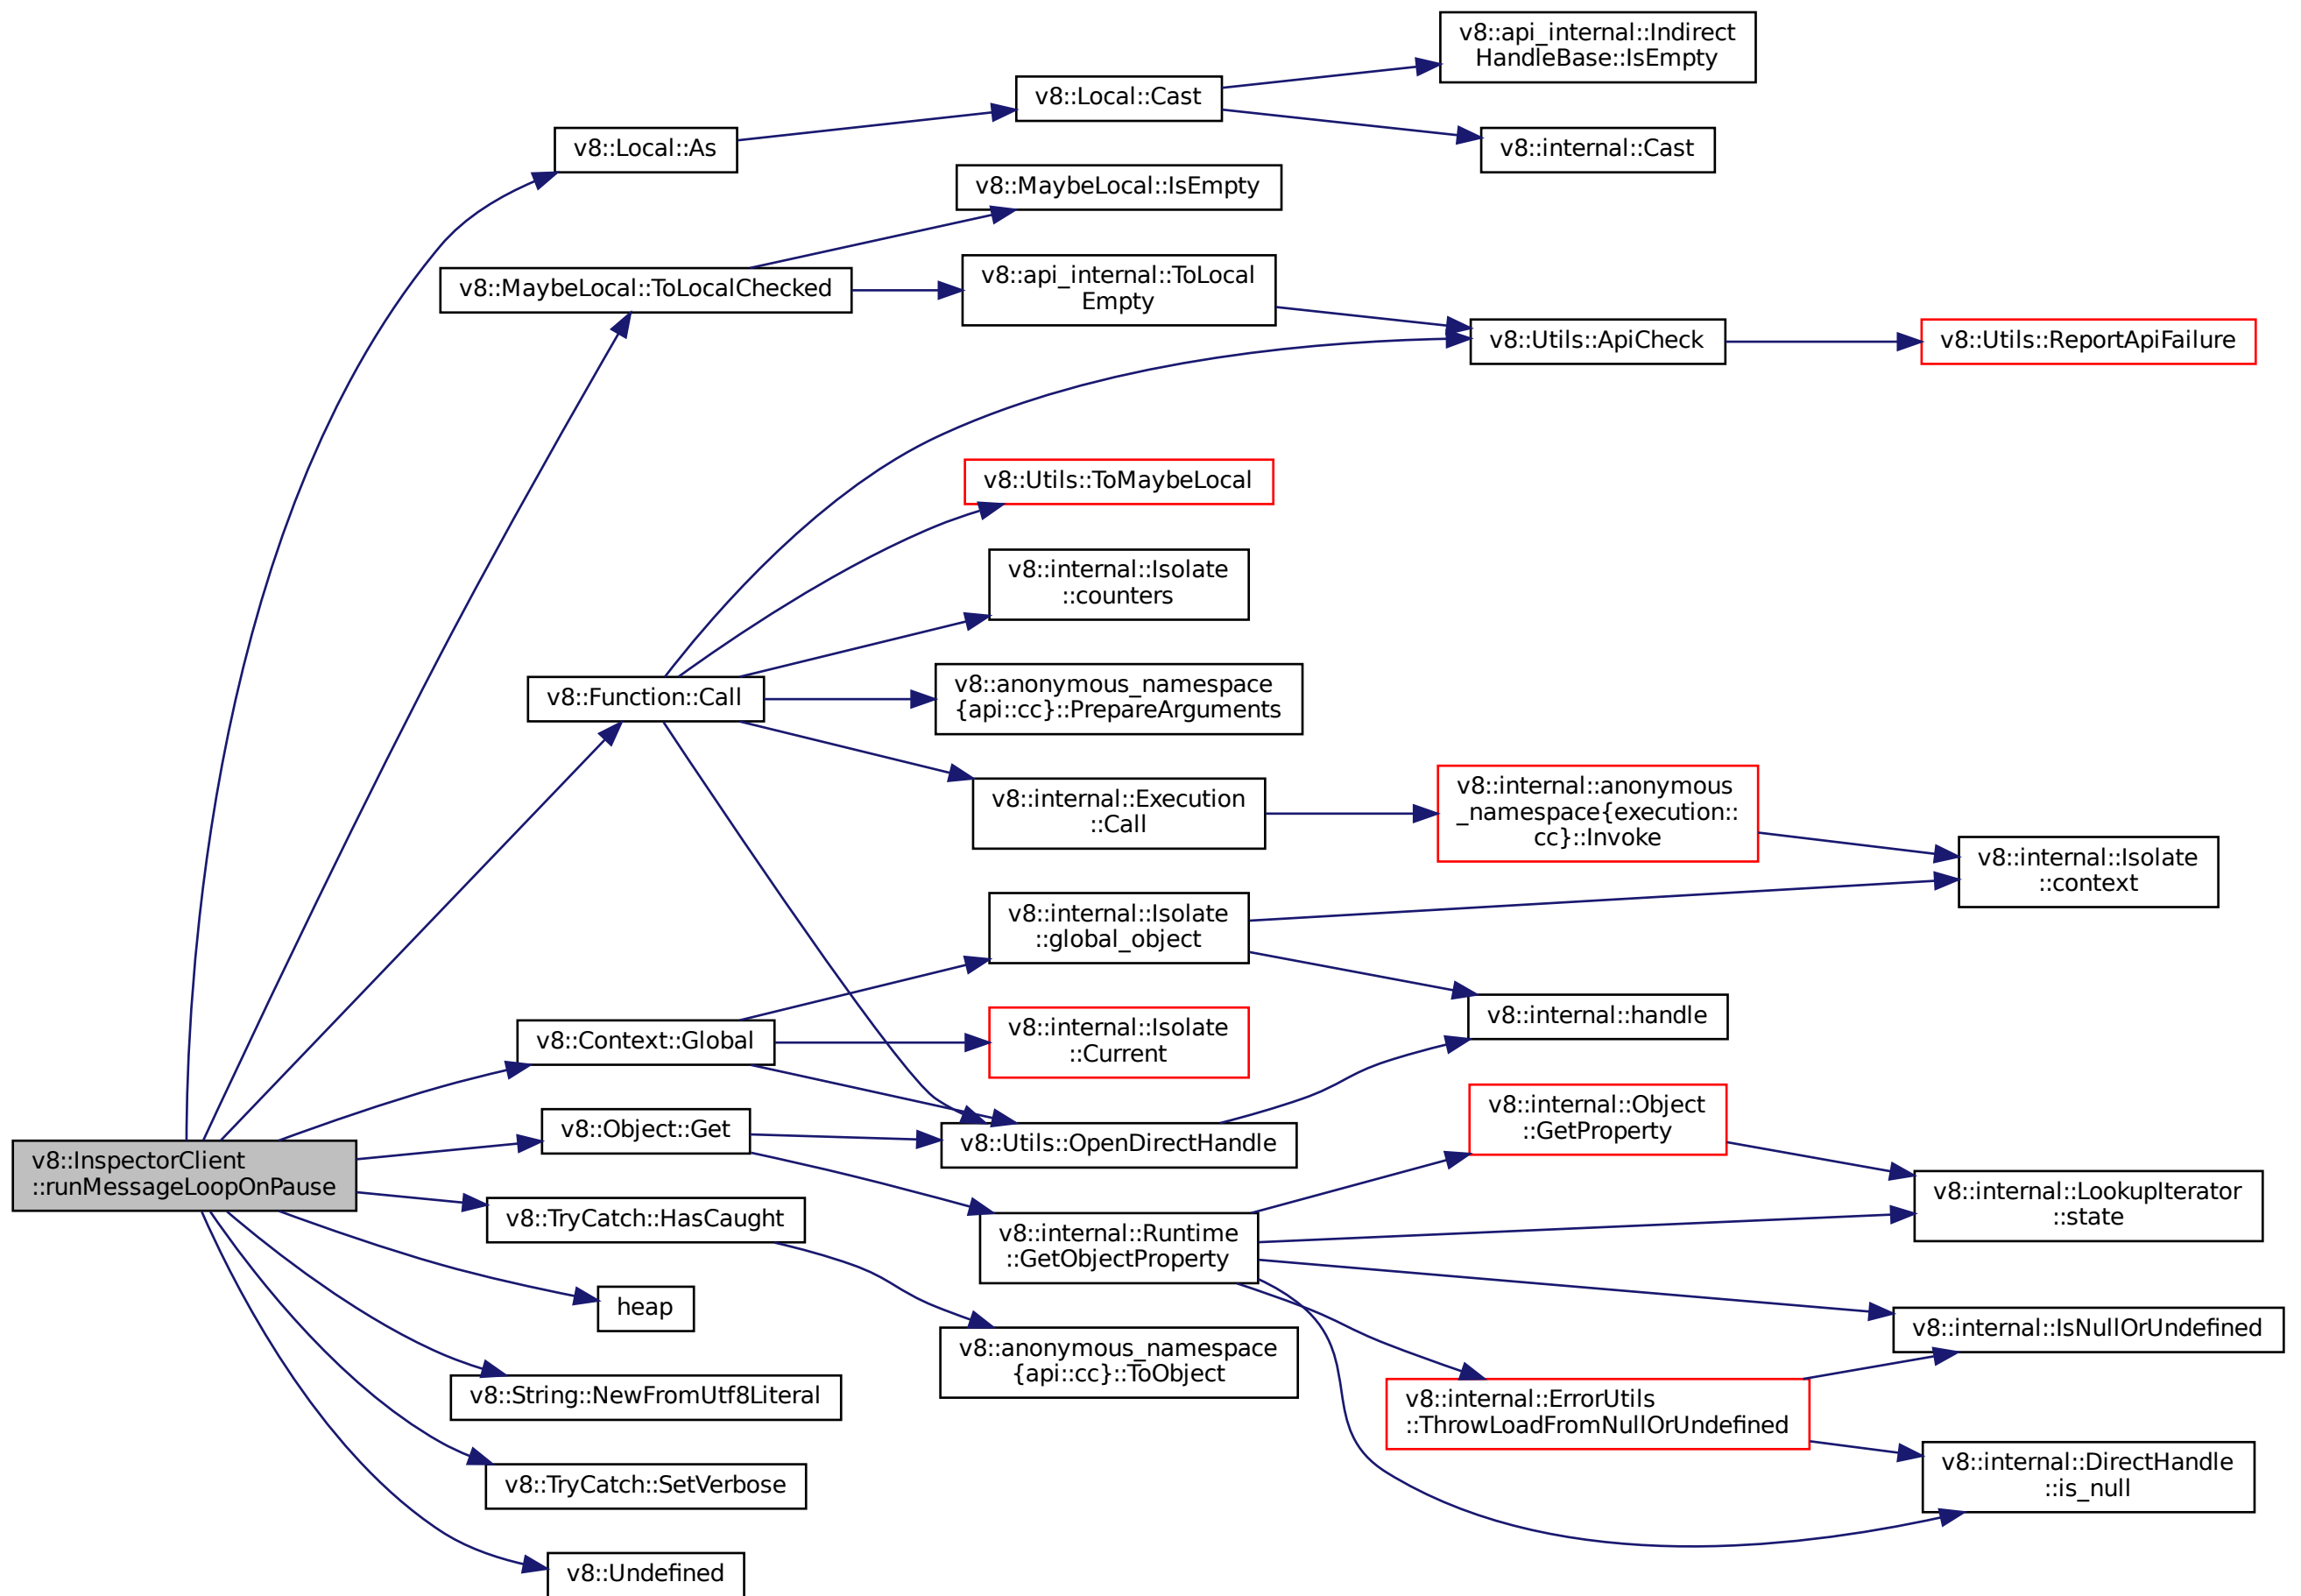 v8::api_internal::Indirect
HandleBase::IsEmpty
v8::Local::Cast
v8::Local::As
v8::internal::Cast
v8::MaybeLocal::IsEmpty
v8::MaybeLocal::ToLocalChecked
v8::api_internal::ToLocal
Empty
v8::Utils::ApiCheck
v8::Utils::ReportApiFailure
v8::Utils::ToMaybeLocal
v8::internal::Isolate
::counters
v8::Function::Call
v8::anonymous_namespace
{api::cc}::PrepareArguments
v8::internal::Execution
::Call
v8::internal::anonymous
_namespace{execution::
cc}::Invoke
v8::internal::Isolate
::context
v8::internal::Isolate
::global_object
v8::internal::handle
v8::Context::Global
v8::internal::Isolate
::Current
v8::Object::Get
v8::Utils::OpenDirectHandle
v8::internal::Object
::GetProperty
v8::InspectorClient
::runMessageLoopOnPause
v8::internal::LookupIterator
::state
v8::TryCatch::HasCaught
v8::internal::Runtime
::GetObjectProperty
heap
v8::internal::IsNullOrUndefined
v8::anonymous_namespace
{api::cc}::ToObject
v8::String::NewFromUtf8Literal
v8::internal::ErrorUtils
::ThrowLoadFromNullOrUndefined
v8::internal::DirectHandle
::is_null
v8::TryCatch::SetVerbose
v8::Undefined